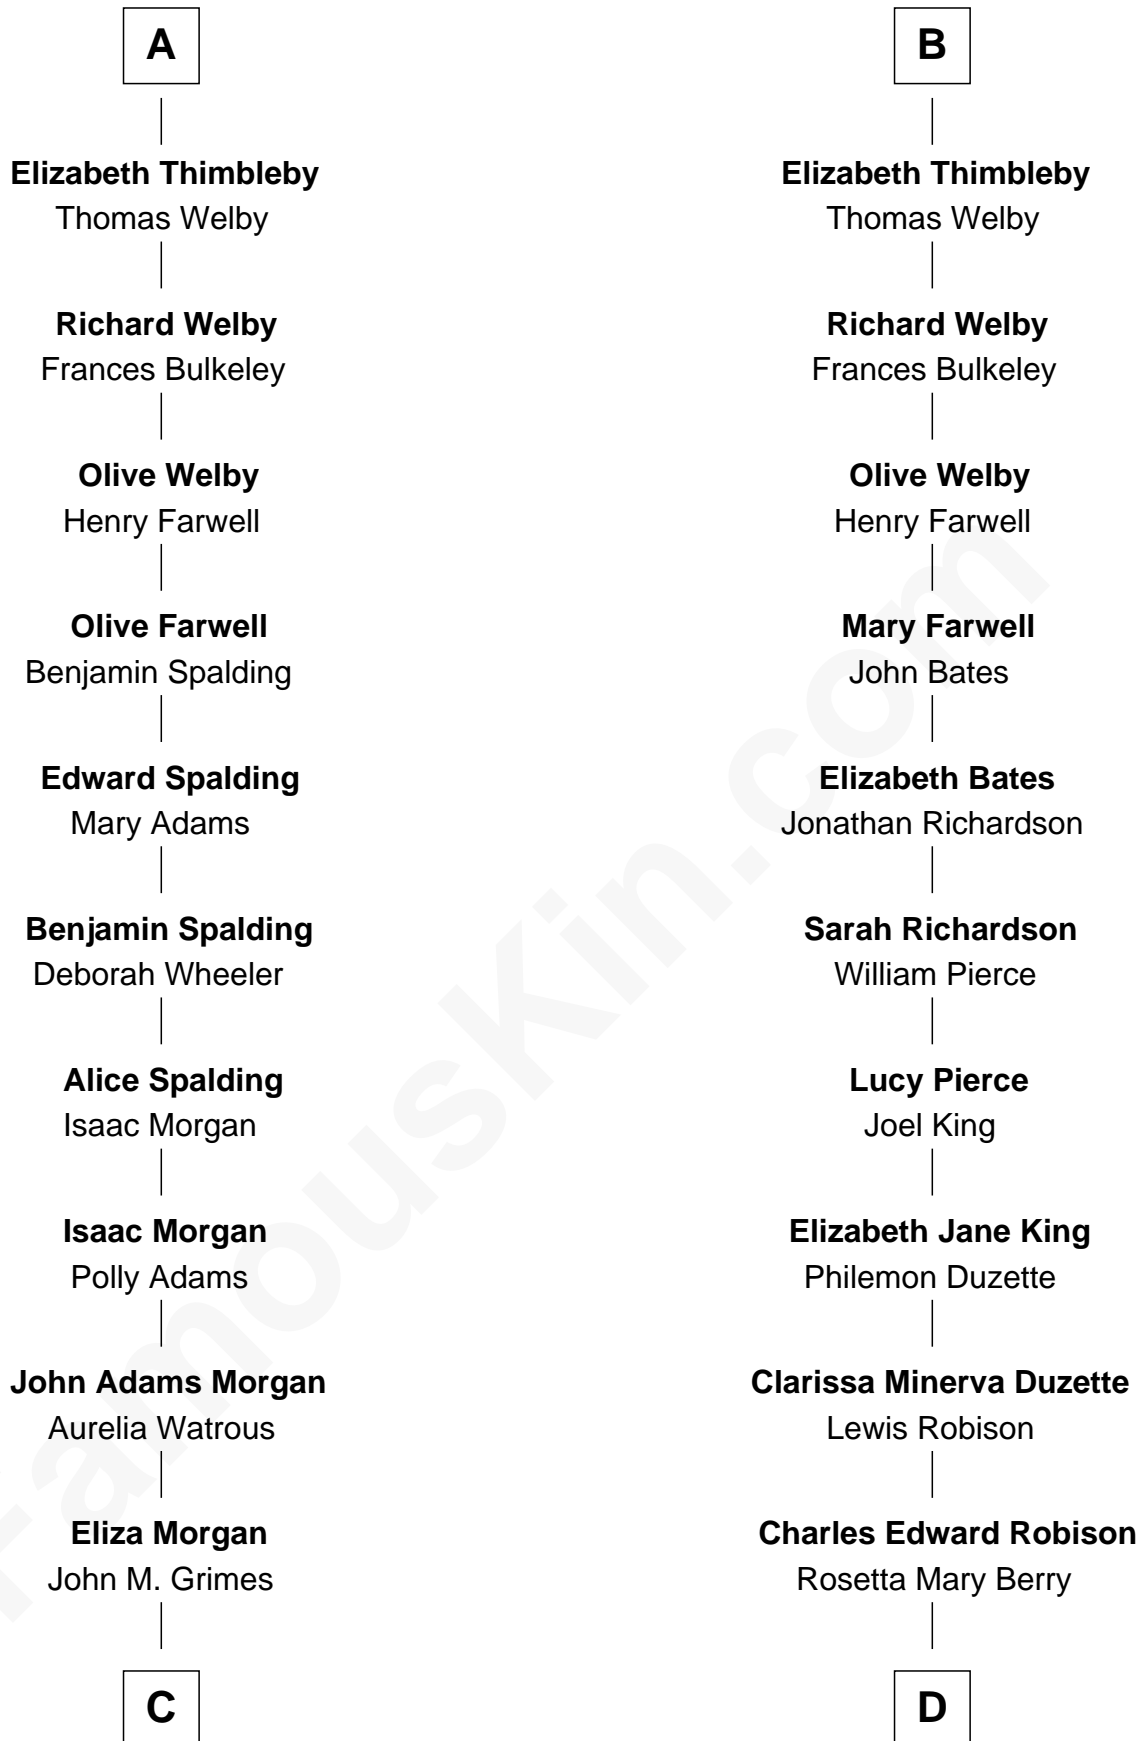 A
Elizabeth Thimbleby
Thomas Welby
Richard Welby
Frances Bulkeley
Olive Welby
Henry Farwell
Olive Farwell
Benjamin Spalding
Edward Spalding
Mary Adams
Benjamin Spalding
Deborah Wheeler
Alice Spalding
Isaac Morgan
Isaac Morgan
Polly Adams
John Adams Morgan
Aurelia Watrous
Eliza Morgan
John M. Grimes
C
B
Elizabeth Thimbleby
Thomas Welby
Richard Welby
Frances Bulkeley
Olive Welby
Henry Farwell
Mary Farwell
John Bates
Elizabeth Bates
Jonathan Richardson
Sarah Richardson
William Pierce
Lucy Pierce
Joel King
Elizabeth Jane King
Philemon Duzette
Clarissa Minerva Duzette
Lewis Robison
Charles Edward Robison
Rosetta Mary Berry
D
FamousKin.com